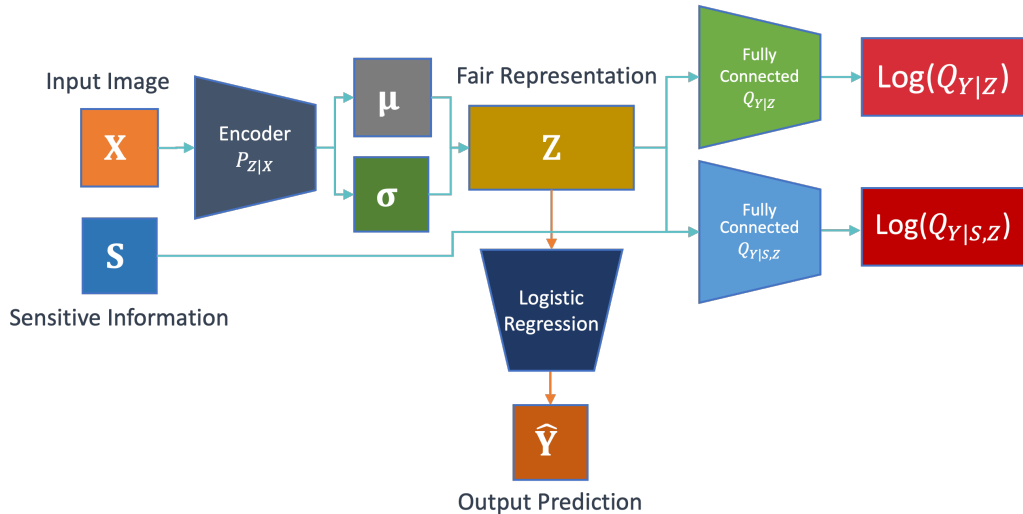 Input Image
X
Encoder
P_{Z|X}
μ
σ
Fair Representation
Z
Fully
Connected
Q_{Y|Z}
Log(Q_{Y|Z})
S
Sensitive Information
Fully
Connected
Q_{Y|S,Z}
Log(Q_{Y|S,Z})
Logistic
Regression
Ŷ
Output Prediction